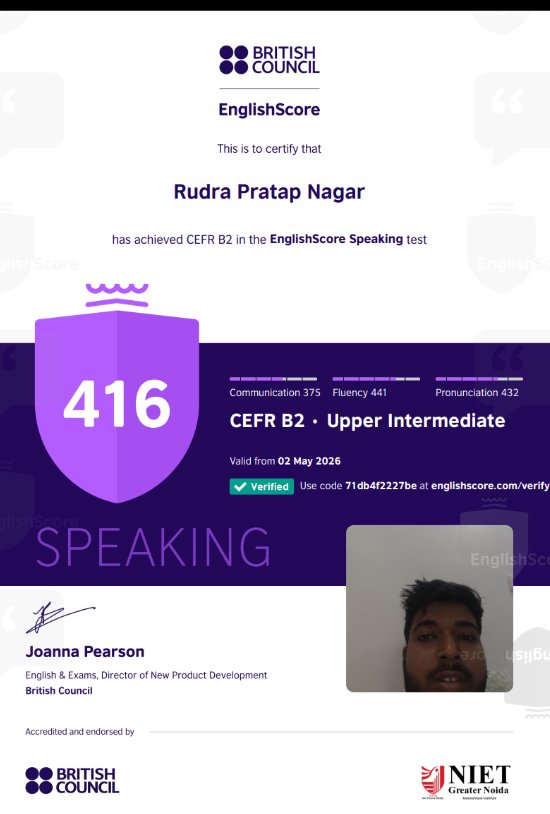 BRITISH
COUNCIL
EnglishScore
This is to certify that
Rudra Pratap Nagar
has achieved CEFR B2 in the EnglishScore Speaking test
416
Communication 375 Fluency 441 Pronunciation 432
CEFR B2 · Upper Intermediate
Valid from 02 May 2026
Verified Use code 71db4f2227be at englishscore.com/verify
SPEAKING
Joanna Pearson
English & Exams, Director of New Product Development
British Council
Accredited and endorsed by
BRITISH
COUNCIL
NIET
Greater Noida
Autonomous Institute